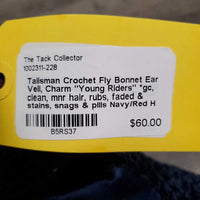 The Tack Collector
1002311-228
Talisman Crochet Fly Bonnet Ear
Veil, Charm "Young Riders" *gc,
clean, mnr hair, rubs, faded &
stains, snags & pills Navy/Red H
$60.00
B5RS37